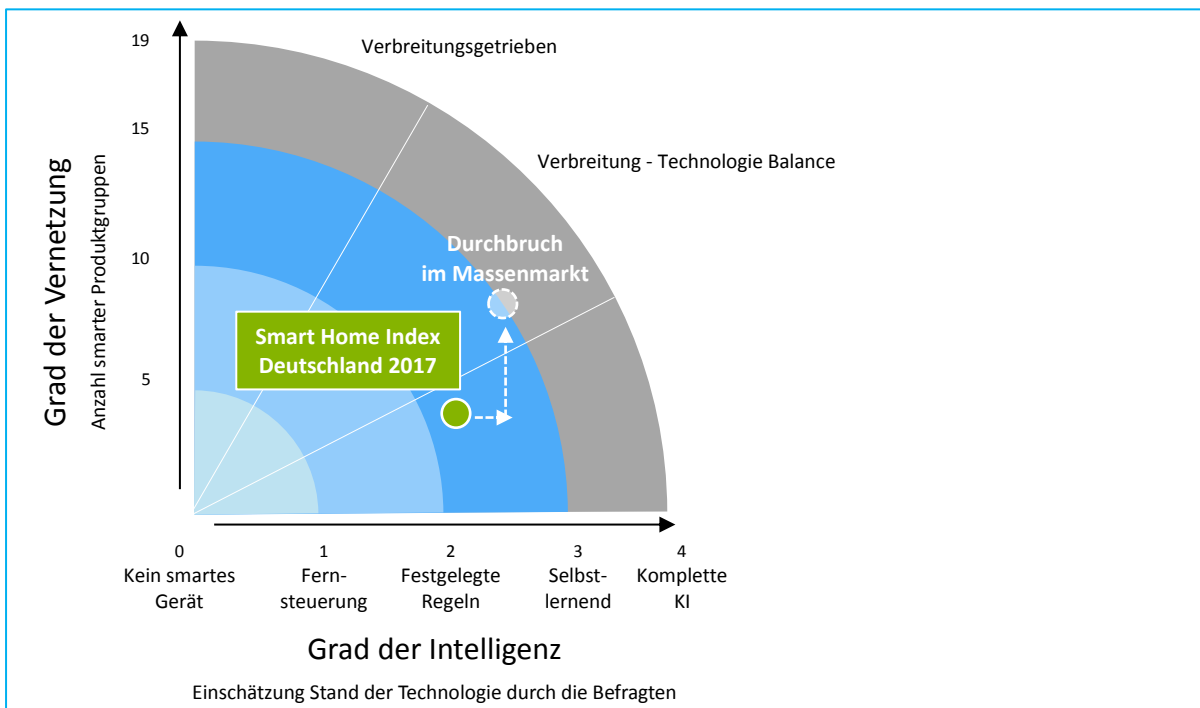 19
Verbreitungsgetrieben
15
Verbreitung - Technologie Balance
Grad der Vernetzung
Anzahl smarter Produktgruppen
10
Durchbruch
im Massenmarkt
Smart Home Index
Deutschland 2017
5
0
1
2
3
4
Kein smartes
Gerät
Fern-
steuerung
Festgelegte
Regeln
Selbst-
lernend
Komplette
KI
Grad der Intelligenz
Einschätzung Stand der Technologie durch die Befragten